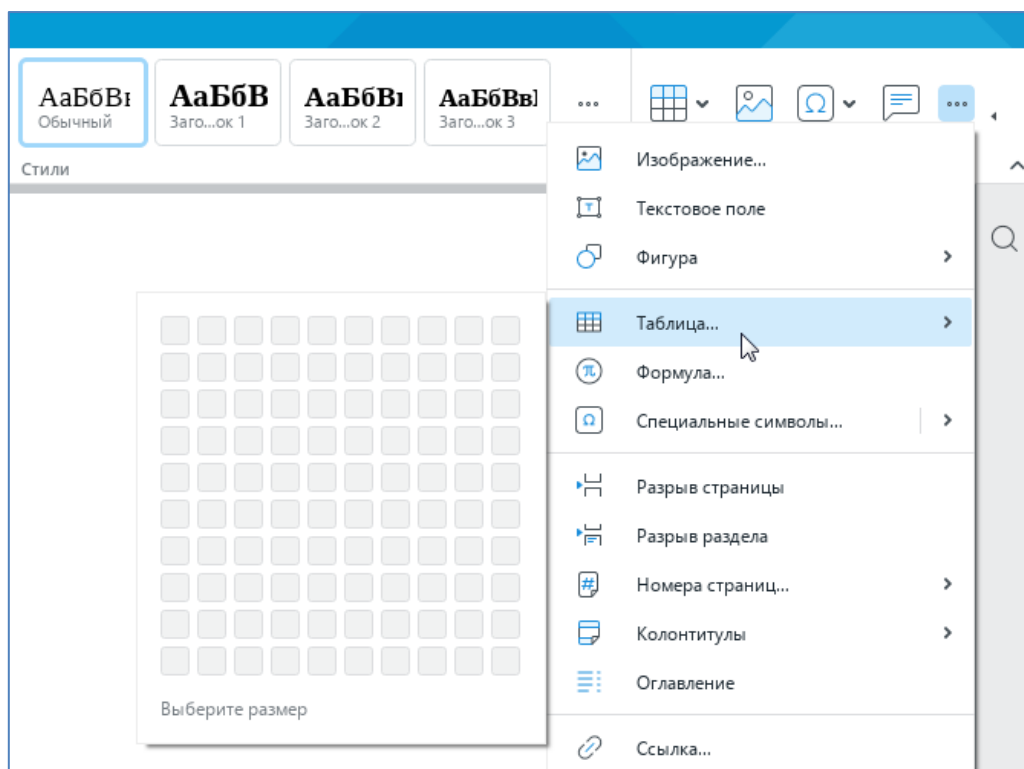 АаБбВв
Обычный
АаБбВ
Заго...ок 1
АаБбВ
Заго...ок 2
АаБбВв
Заго...ок 3
Стили
Изображение...
Текстовое поле
Фигура
Таблица...
Формула...
Специальные символы...
Разрыв страницы
Разрыв раздела
Номера страниц...
Колонтитулы
Оглавление
Ссылка...
Выберите размер